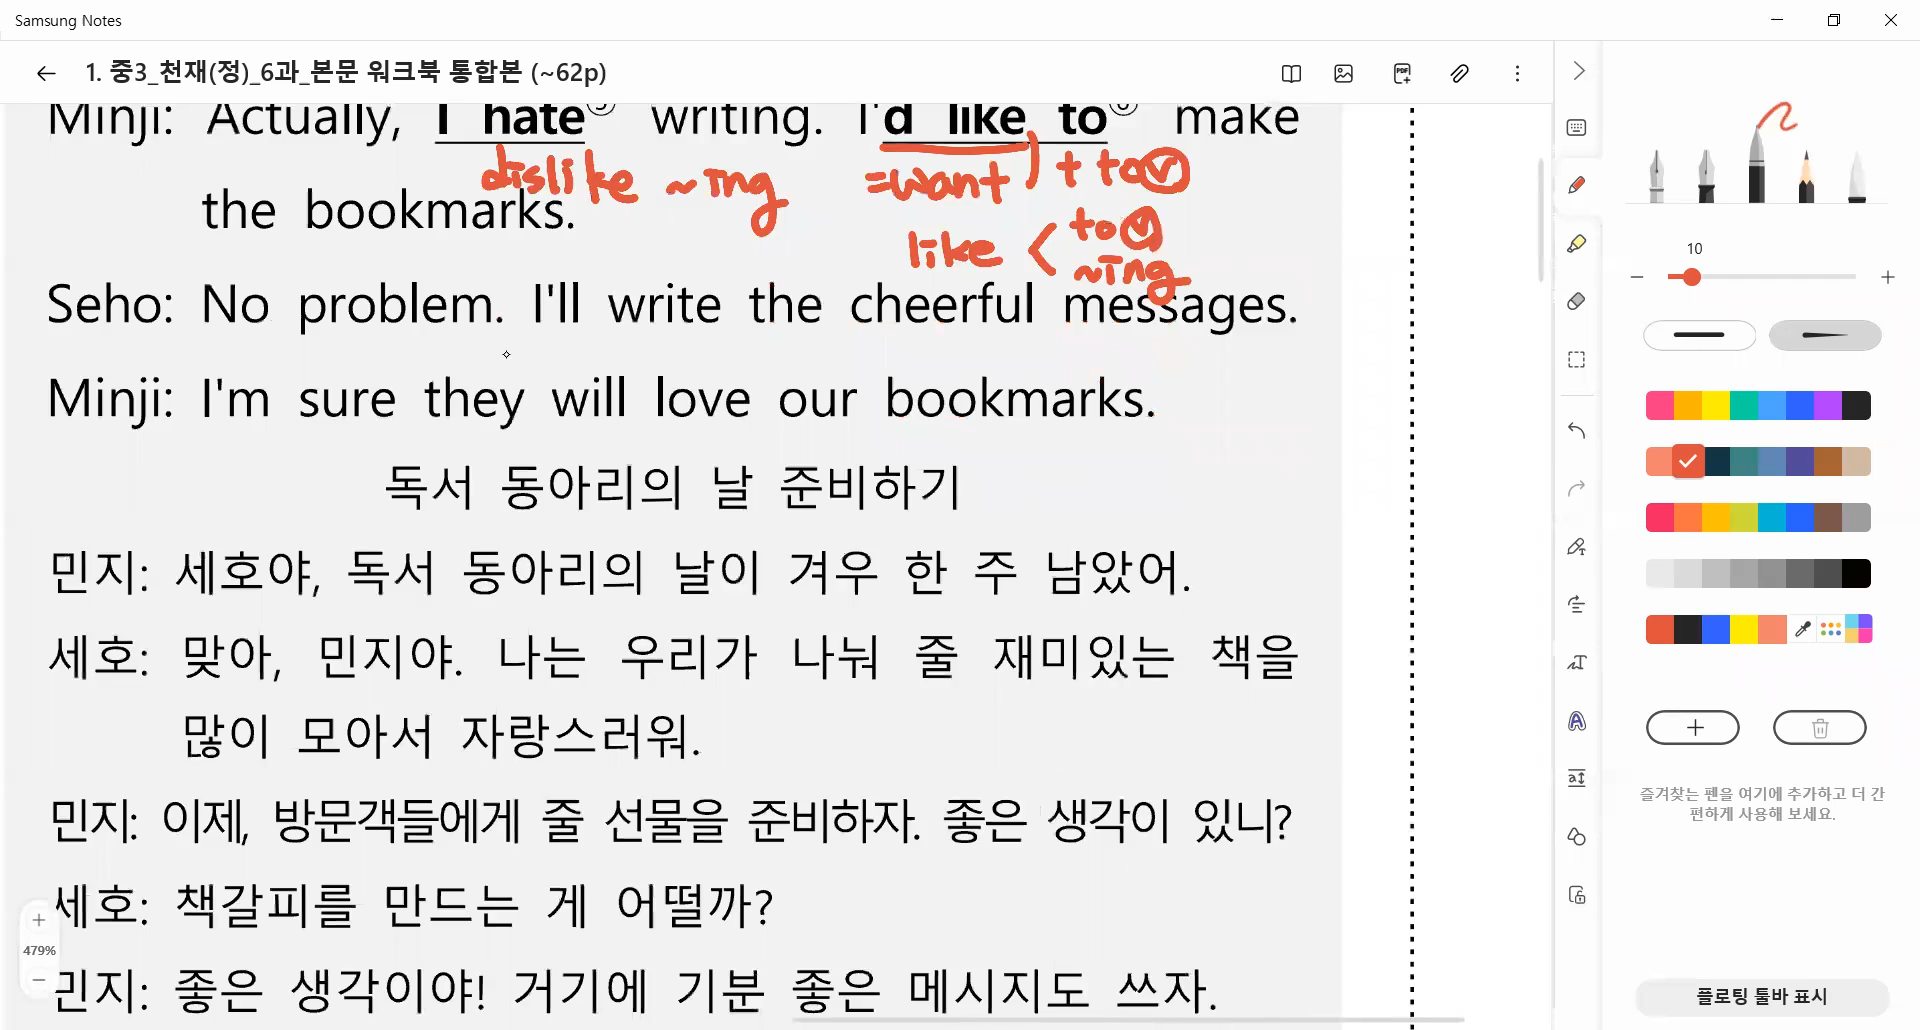 Samsung Notes
1. 중3_천재(정)_6과_본문 워크북 통합본 (~62p)
Minji: Actually, I hate⑤ writing. I'd like to⑥ make
dislike ~ing =want ) + to V
the bookmarks.
like < to V
~ing
Seho: No problem. I'll write the cheerful messages.
Minji: I'm sure they will love our bookmarks.
독서 동아리의 날 준비하기
민지: 세호야, 독서 동아리의 날이 겨우 한 주 남았어.
세호: 맞아, 민지야. 나는 우리가 나눠 줄 재미있는 책을
많이 모아서 자랑스러워.
민지: 이제, 방문객들에게 줄 선물을 준비하자. 좋은 생각이 있니?
세호: 책갈피를 만드는 게 어떨까?
민지: 좋은 생각이야! 거기에 기분 좋은 메시지도 쓰자.
479%
10
즐겨찾는 펜을 여기에 추가하고 더 간
편하게 사용해 보세요.
플로팅 툴바 표시